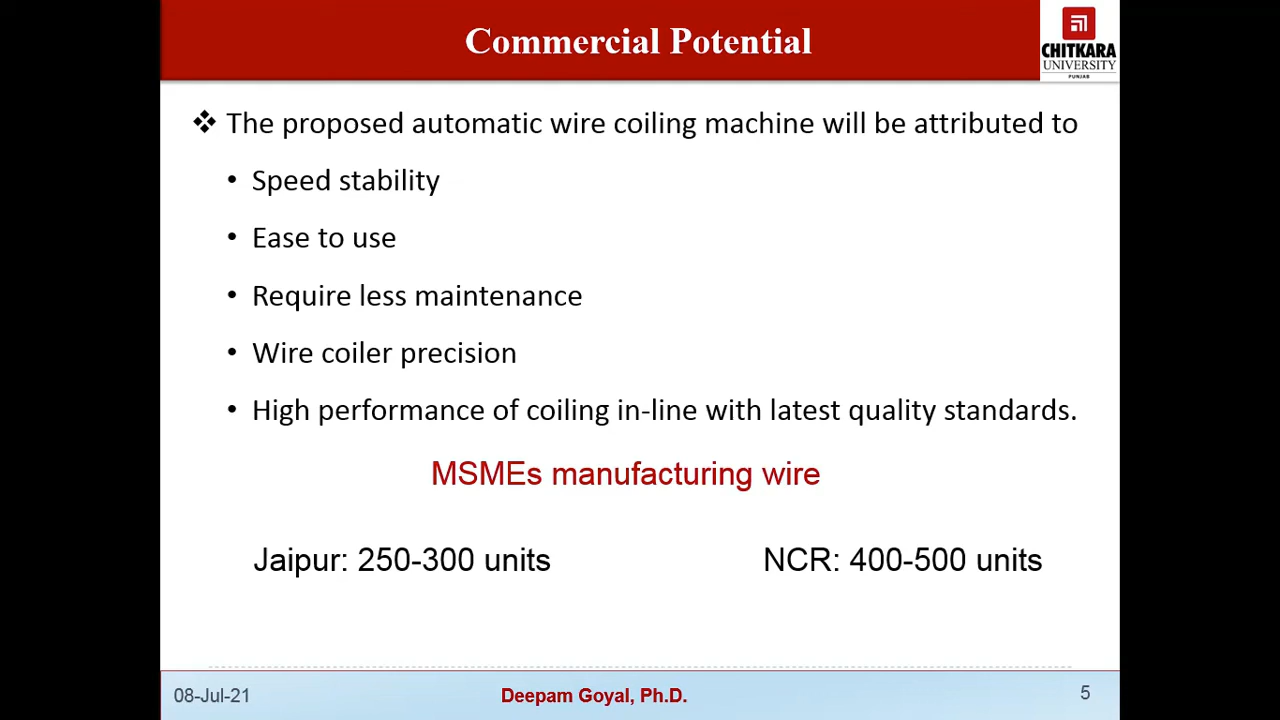 Commercial Potential
CHITKARA
UNIVERSITY
PUNJAB
❖ The proposed automatic wire coiling machine will be attributed to
• Speed stability
• Ease to use
• Require less maintenance
• Wire coiler precision
• High performance of coiling in-line with latest quality standards.
MSMEs manufacturing wire
Jaipur: 250-300 units
NCR: 400-500 units
08-Jul-21
Deepam Goyal, Ph.D.
5